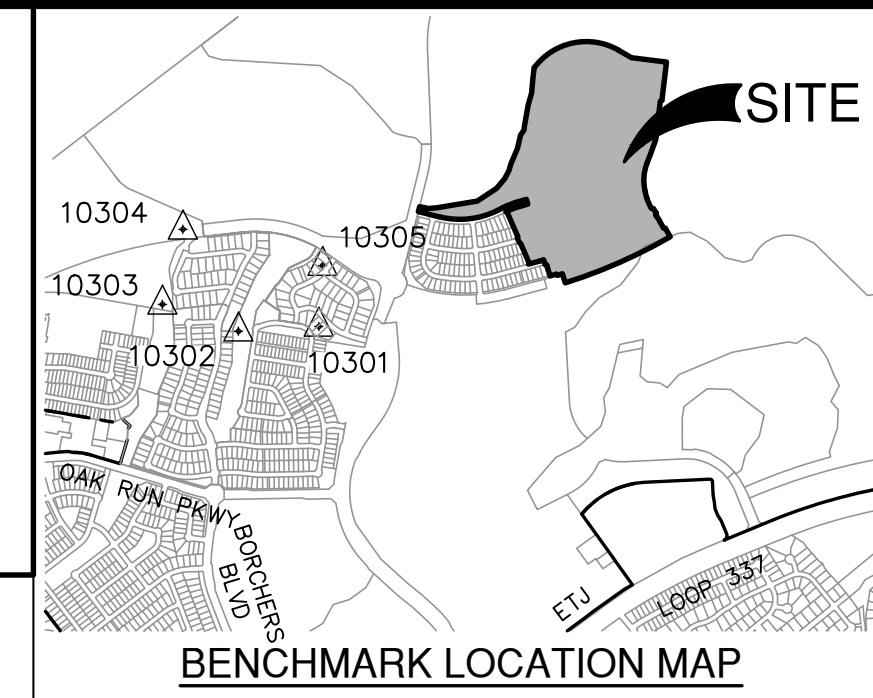 SITE
10304
10305
10303
10302
10301
OAK RUN PKWY
BORCHERS
BLVD
ETJ
LOOP 337
BENCHMARK LOCATION MAP